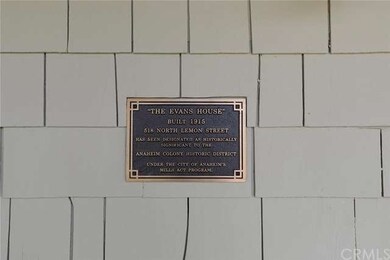 "THE EVANS HOUSE"
BUILT 1916
516 NORTH LEMON STREET
HAS BEEN DESIGNATED AS HISTORICALLY
SIGNIFICANT TO THE
ANAHEIM COLONY HISTORIC DISTRICT
UNDER THE CITY OF ANAHEIM'S
MILLS ACT PROGRAM.
CRMLS